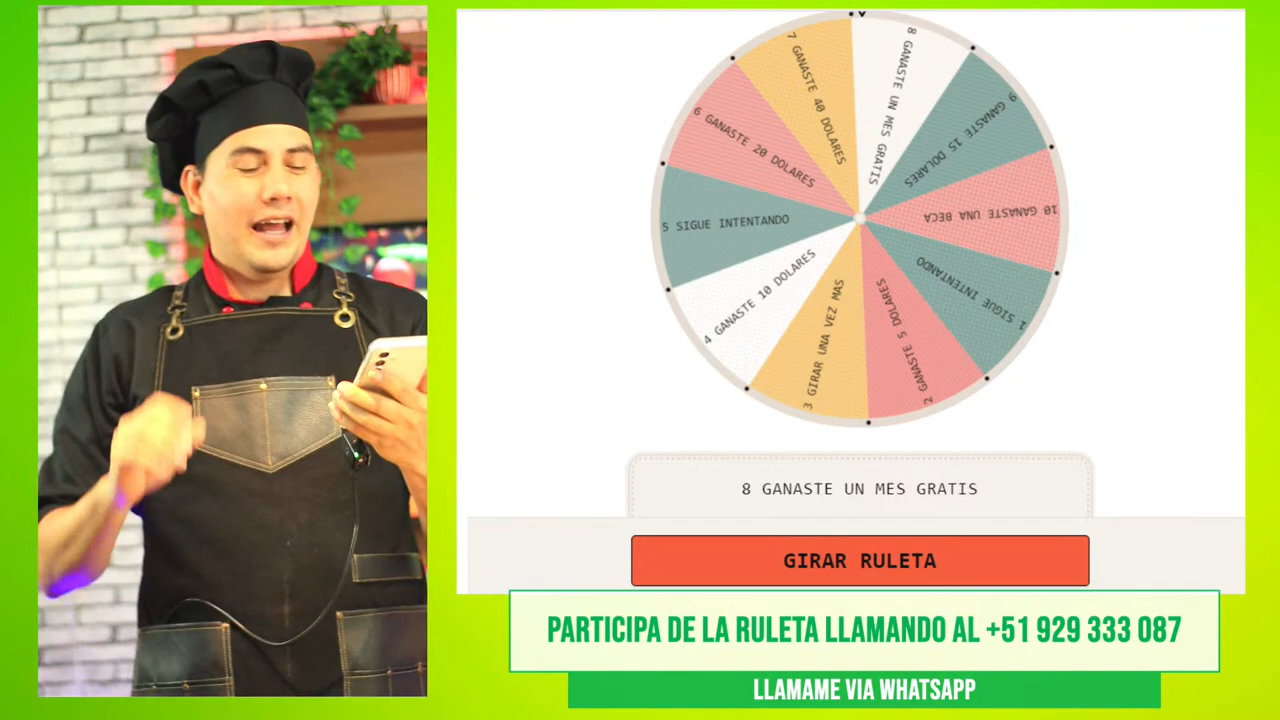 7 GANASTE 40 DOLARES
8 GANASTE UN MES GRATIS
9 GANASTE 15 DOLARES
10 GANASTE UNA BECA
1 SIGUE INTENTANDO
2 GANASTE 5 DOLARES
3 GIRAR UNA VEZ MAS
4 GANASTE 10 DOLARES
5 SIGUE INTENTANDO
6 GANASTE 20 DOLARES
8 GANASTE UN MES GRATIS
GIRAR RULETA
PARTICIPA DE LA RULETA LLAMANDO AL +51 929 333 087
LLAMAME VIA WHATSAPP